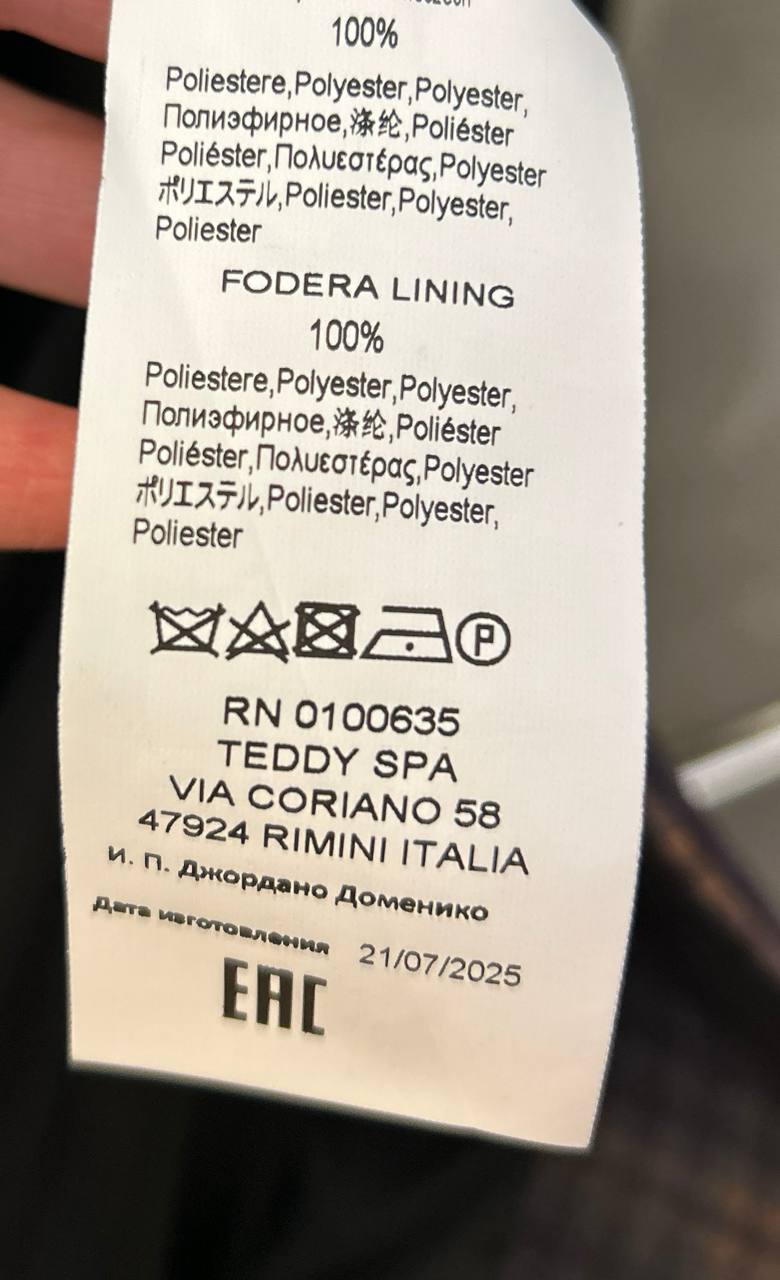 100%
Poliestere,Polyester,Polyester,
Полиэфирное,涤纶,Poliéster
Poliéster,Πολυεστέρας,Polyester
ポリエステル,Poliester,Polyester,
Poliester
FODERA LINING
100%
Poliestere,Polyester,Polyester,
Полиэфирное,涤纶,Poliéster
Poliéster,Πολυεστέρας,Polyester
ポリエステル,Poliester,Polyester,
Poliester
P
RN 0100635
TEDDY SPA
VIA CORIANO 58
47924 RIMINI ITALIA
и. п. Джордано Доменико
Дата изготовления 21/07/2025
EAC